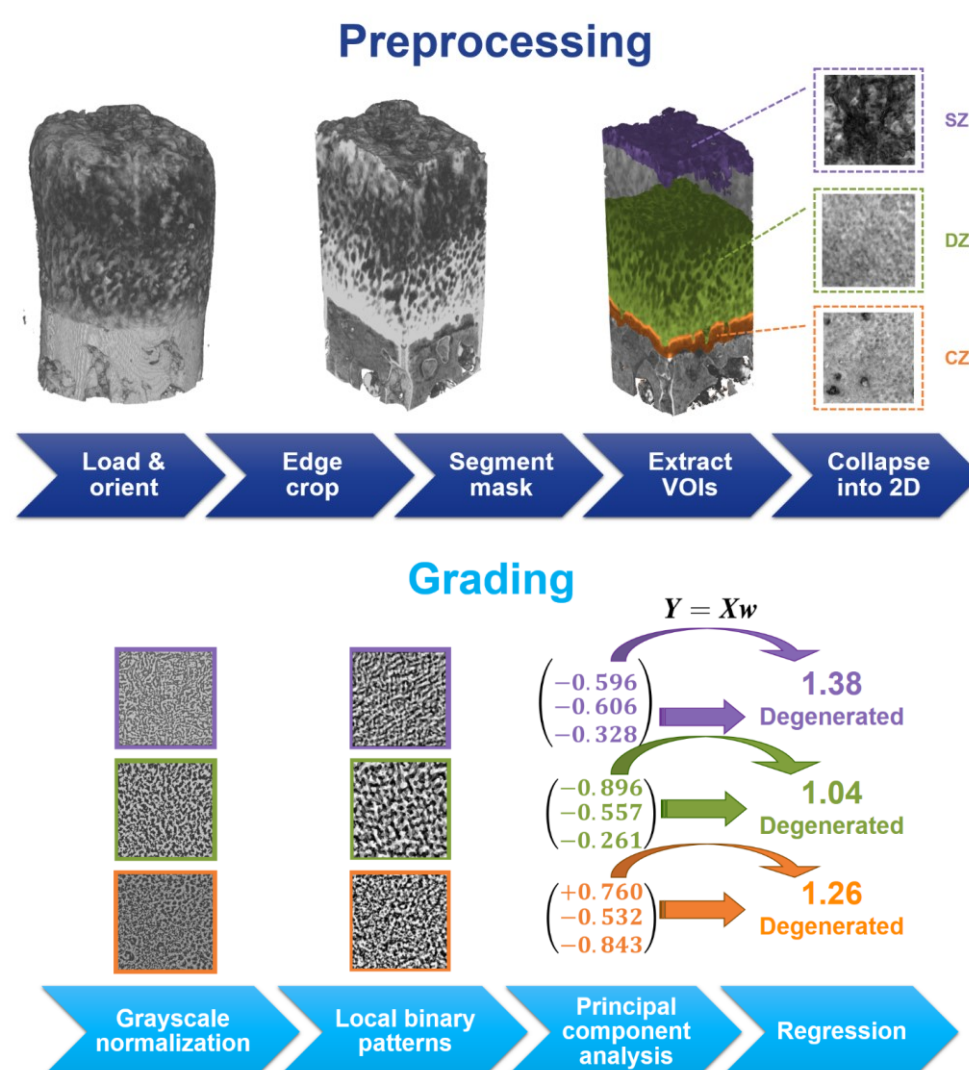 Preprocessing
SZ
DZ
CZ
Load &
orient
Edge
crop
Segment
mask
Extract
VOIs
Collapse
into 2D
Grading
Y = Xw
−0.596
−0.606
−0.328
1.38
Degenerated
−0.896
−0.557
−0.261
1.04
Degenerated
+0.760
−0.532
−0.843
1.26
Degenerated
Grayscale
normalization
Local binary
patterns
Principal
component
analysis
Regression